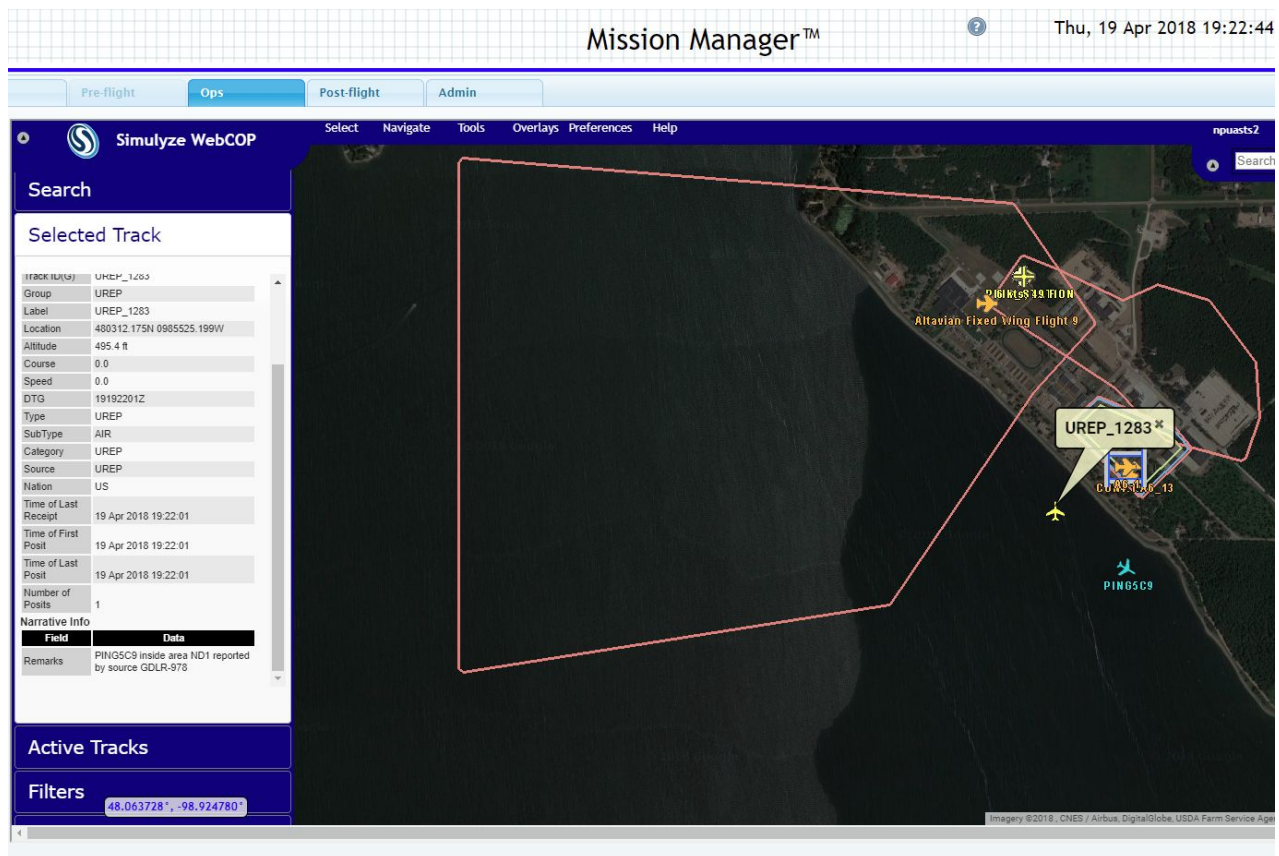 Mission Manager™
Thu, 19 Apr 2018 19:22:44
Pre-flight
Ops
Post-flight
Admin
Simulyze WebCOP
Select Navigate Tools Overlays Preferences Help
npuasts2
Search
Search
Selected Track
Track ID(G) UREP_1283
Group UREP
Label UREP_1283
Location 480312.175N 0985525.199W
Altitude 495.4 ft
Course 0.0
Speed 0.0
DTG 19192201Z
Type UREP
SubType AIR
Category UREP
Source UREP
Nation US
Time of Last
Receipt 19 Apr 2018 19:22:01
Time of First
Posit 19 Apr 2018 19:22:01
Time of Last
Posit 19 Apr 2018 19:22:01
Number of
Posits 1
Narrative Info
Field Data
Remarks PING5C9 inside area ND1 reported
by source GDLR-978
Active Tracks
Filters
48.063728°, -98.924780°
Altavian Fixed Wing Flight 9
UREP_1283
PING5C9
Imagery ©2018 , CNES / Airbus, DigitalGlobe, USDA Farm Service Age